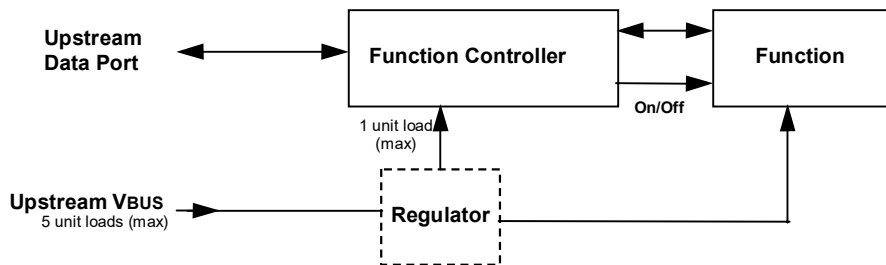 Upstream
Data Port
Function Controller
Function
On/Off
1 unit load
(max)
Upstream VBUS
5 unit loads (max)
Regulator